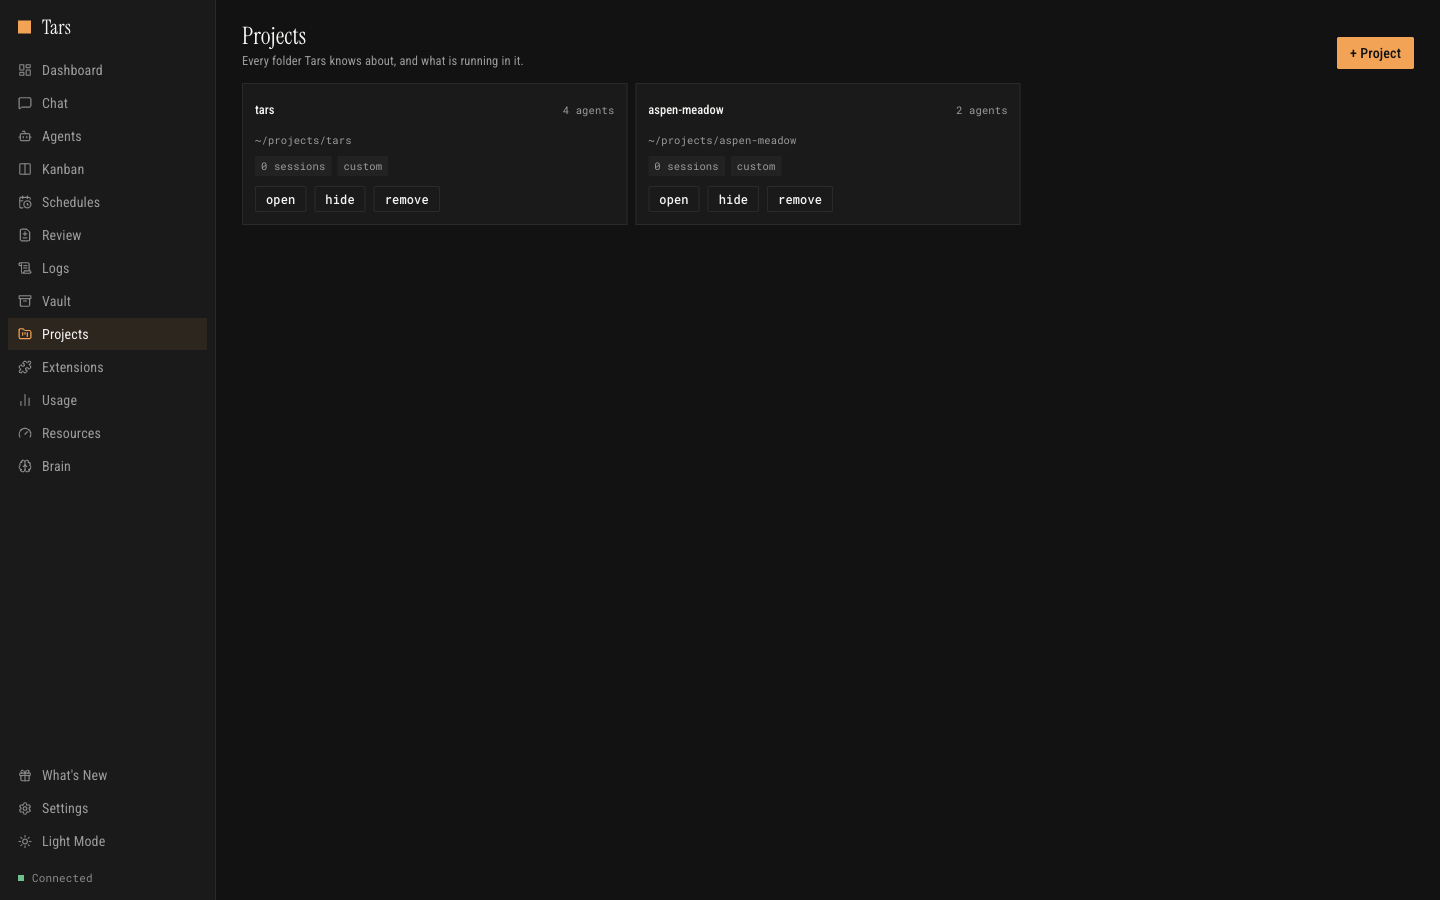 Tars
Dashboard
Chat
Agents
Kanban
Schedules
Review
Logs
Vault
Projects
Extensions
Usage
Resources
Brain
What's New
Settings
Light Mode
Connected
Projects
Every folder Tars knows about, and what is running in it.
+ Project
tars 4 agents
~/projects/tars
0 sessions custom
open hide remove
aspen-meadow 2 agents
~/projects/aspen-meadow
0 sessions custom
open hide remove